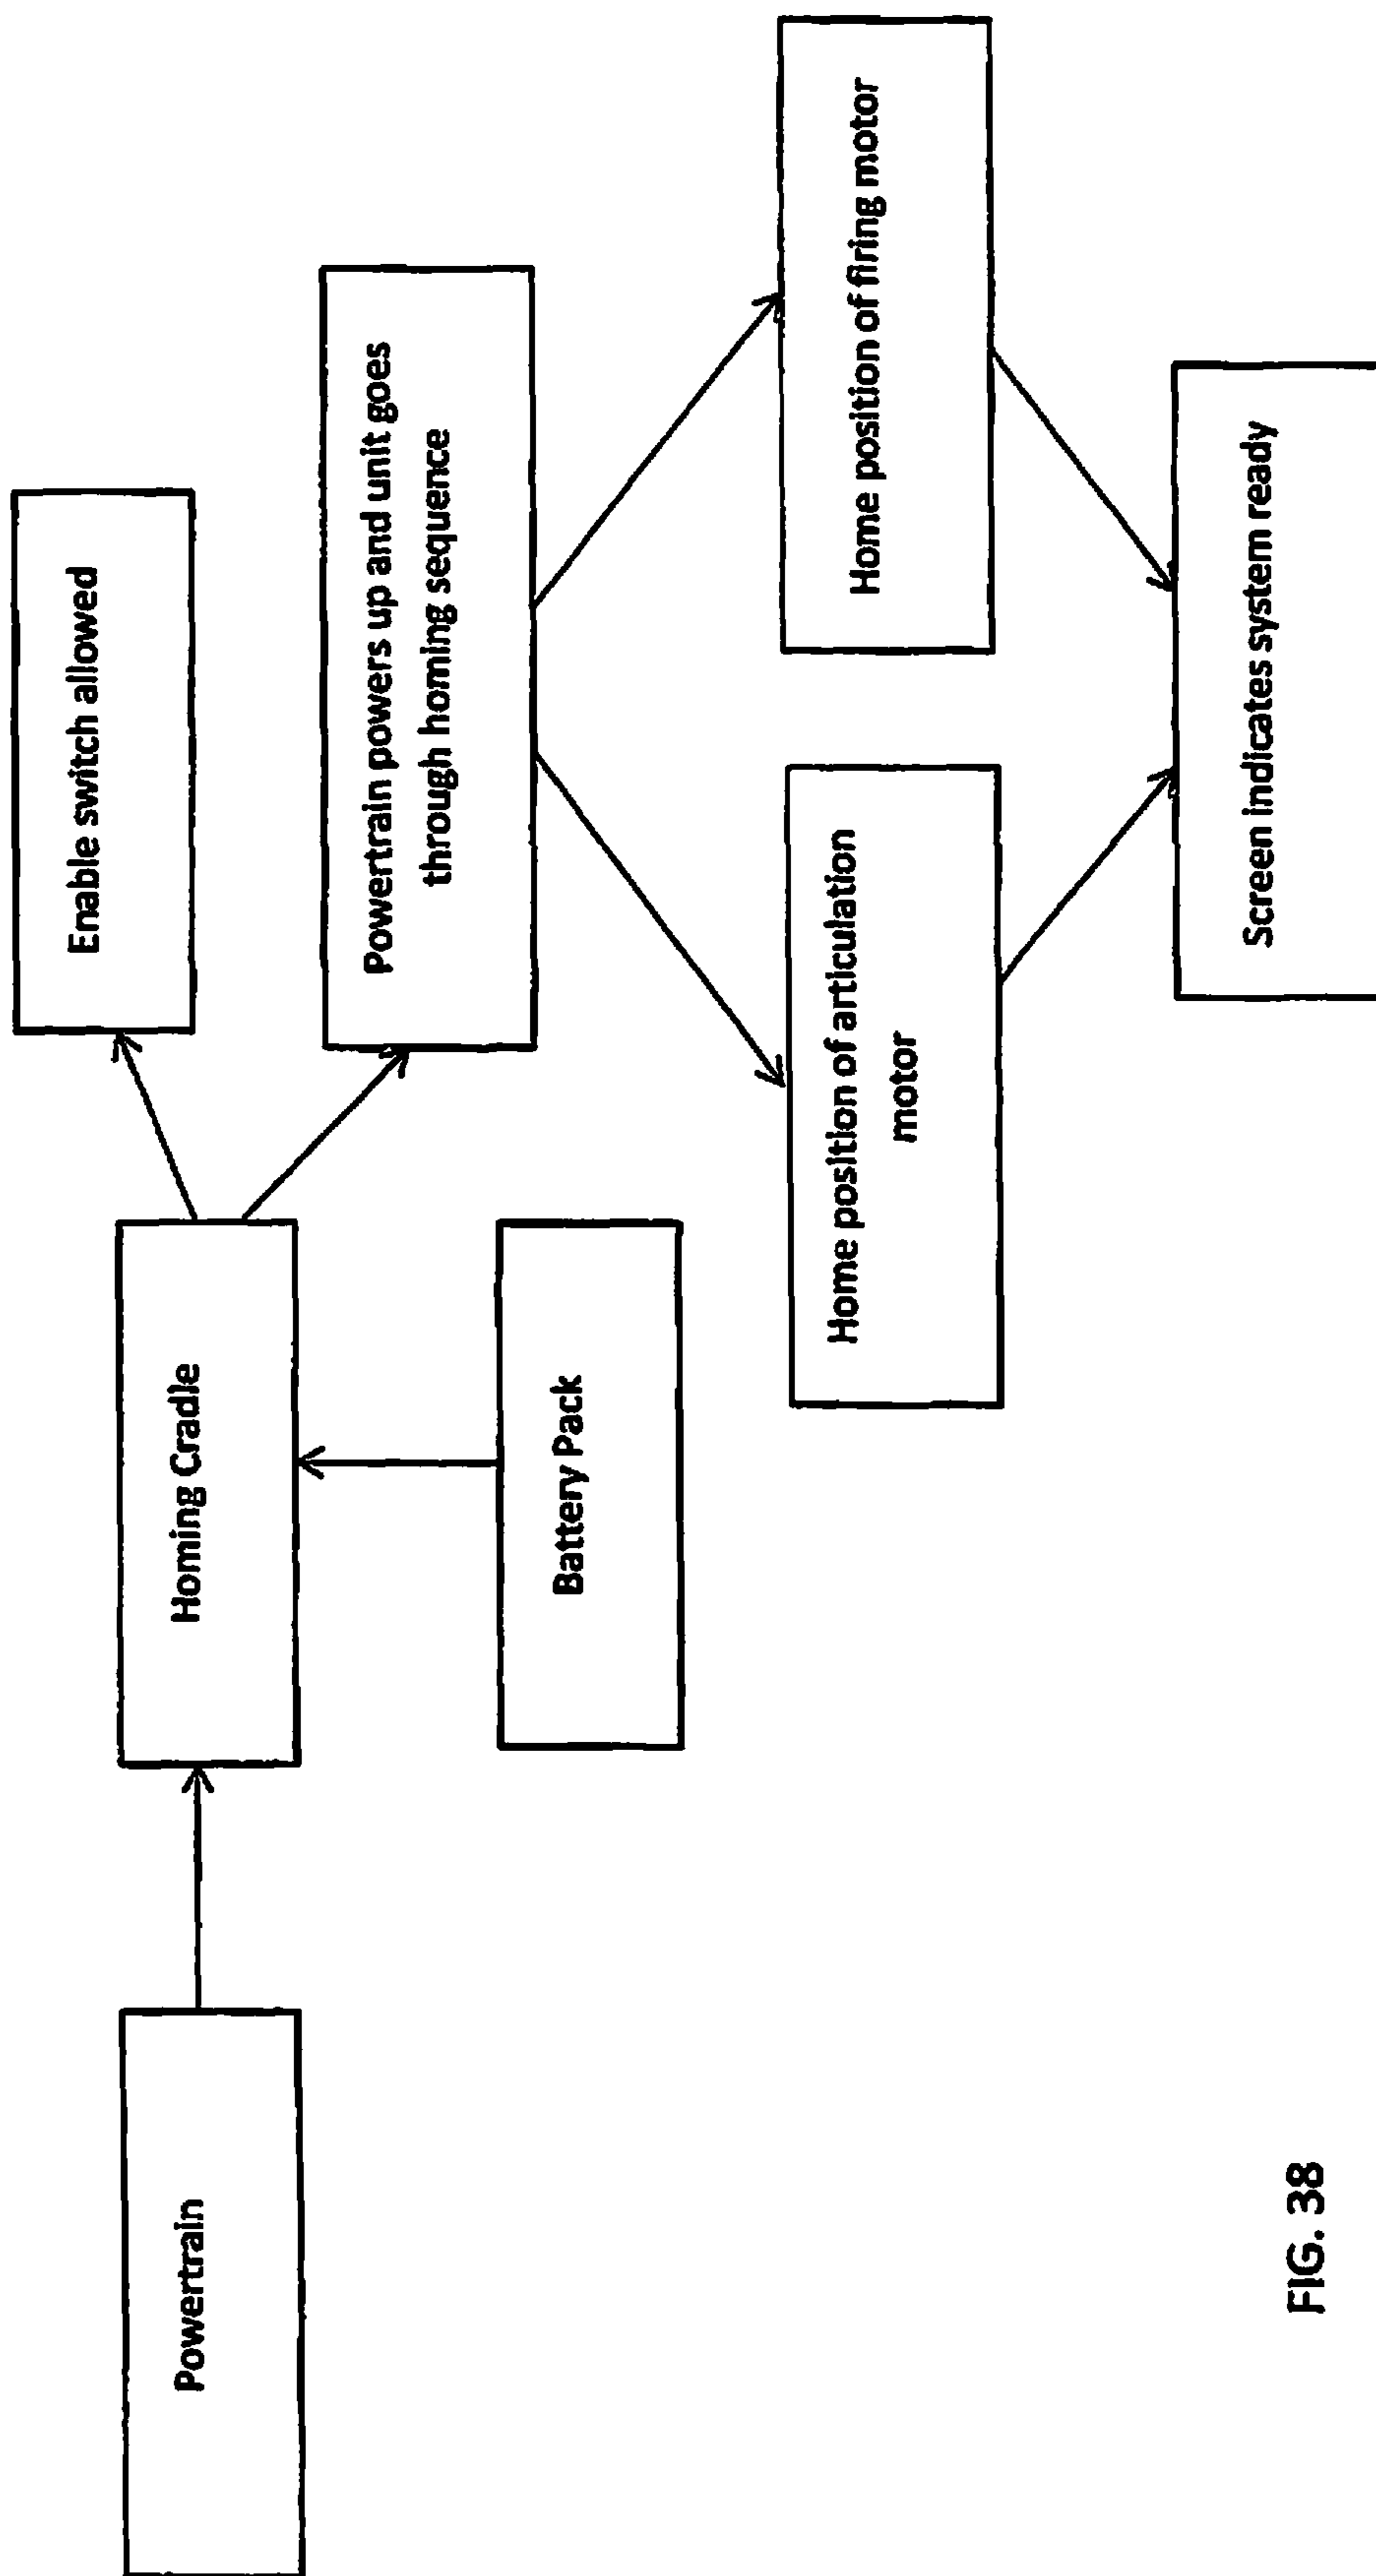 Powertrain
Homing Cradle
Battery Pack
Enable switch allowed
Powertrain powers up and unit goes
through homing sequence
Home position of articulation
motor
Home position of firing motor
Screen indicates system ready
FIG. 38